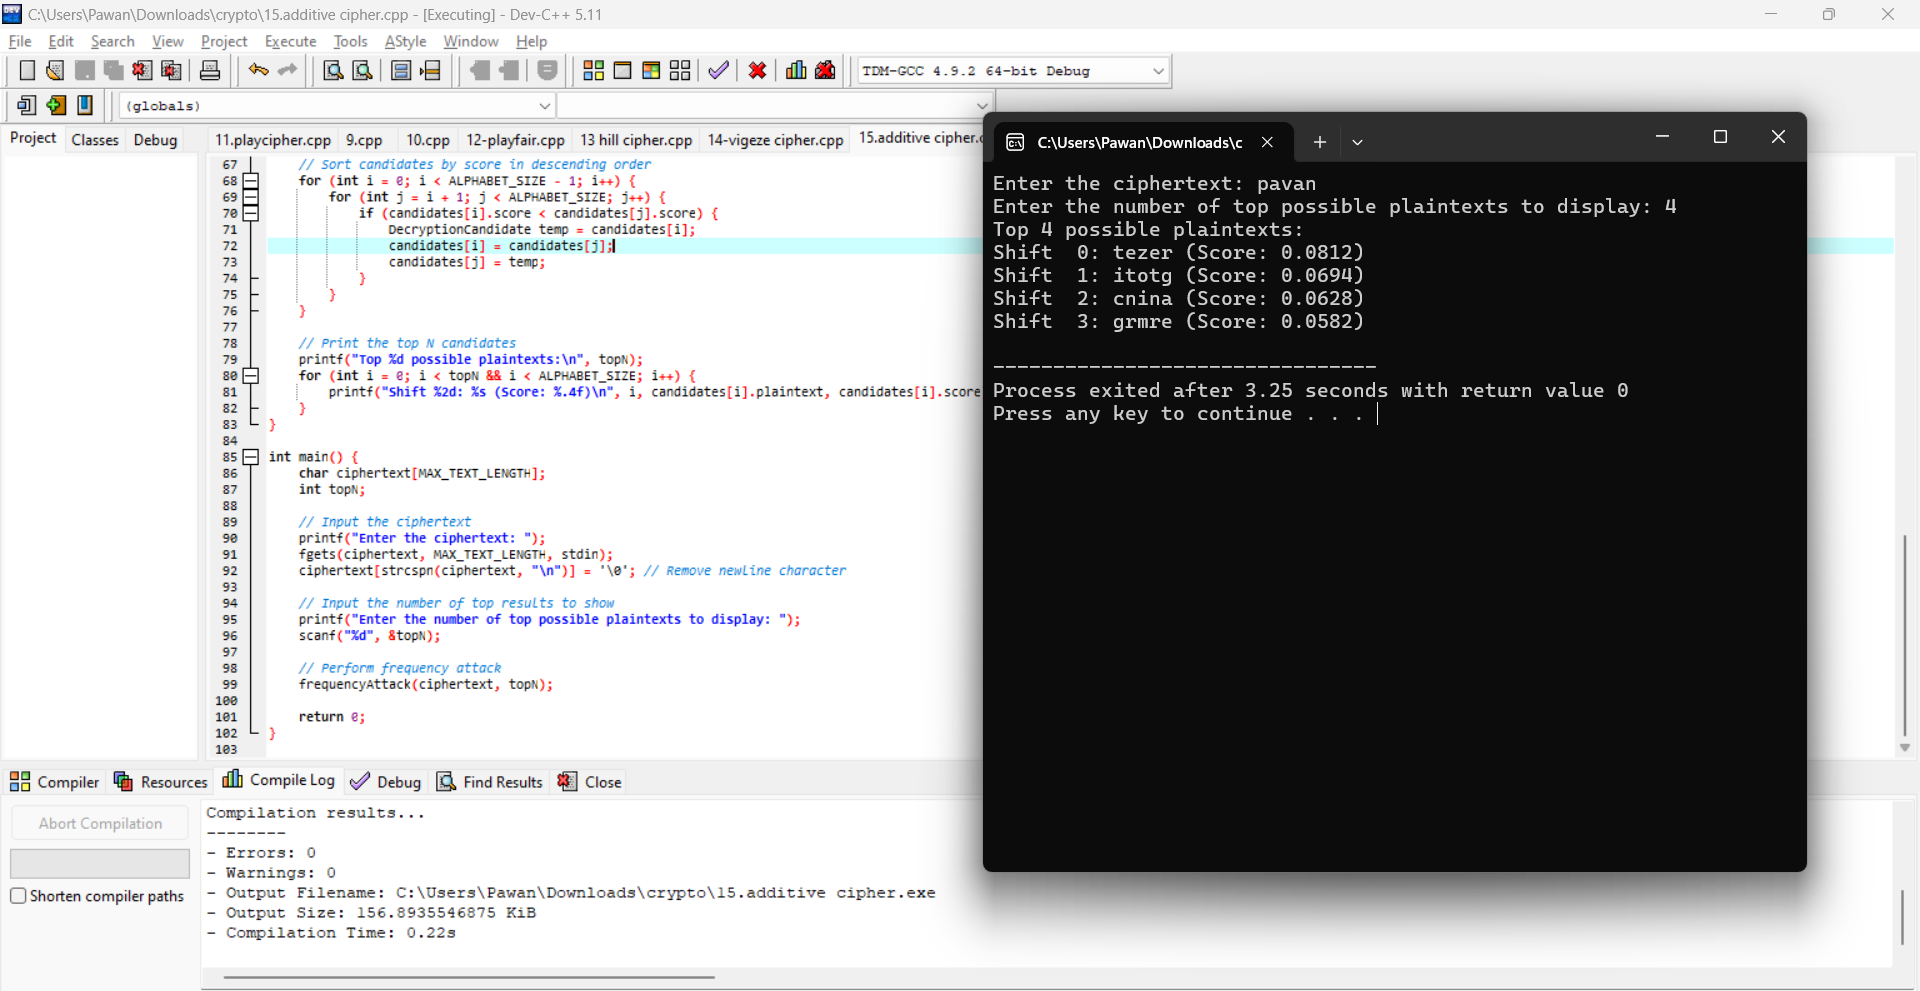 C:\Users\Pawan\Downloads\crypto\15.additive cipher.cpp - [Executing] - Dev-C++ 5.11
File Edit Search View Project Execute Tools AStyle Window Help
TDM-GCC 4.9.2 64-bit Debug
(globals)
Project Classes Debug
11.playcipher.cpp 9.cpp 10.cpp 12-playfair.cpp 13 hill cipher.cpp 14-vigeze cipher.cpp 15.additive cipher.c
67 // Sort candidates by score in descending order
68 for (int i = 0; i < ALPHABET_SIZE - 1; i++) {
69 for (int j = i + 1; j < ALPHABET_SIZE; j++) {
70 if (candidates[i].score < candidates[j].score) {
71 DecryptionCandidate temp = candidates[i];
72 candidates[i] = candidates[j];
73 candidates[j] = temp;
74 }
75 }
76 }
77
78 // Print the top N candidates
79 printf("Top %d possible plaintexts:\n", topN);
80 for (int i = 0; i < topN && i < ALPHABET_SIZE; i++) {
81 printf("Shift %2d: %s (Score: %.4f)\n", i, candidates[i].plaintext, candidates[i].score
82 }
83 }
84
85 int main() {
86 char ciphertext[MAX_TEXT_LENGTH];
87 int topN;
88
89 // Input the ciphertext
90 printf("Enter the ciphertext: ");
91 fgets(ciphertext, MAX_TEXT_LENGTH, stdin);
92 ciphertext[strcspn(ciphertext, "\n")] = '\0'; // Remove newline character
93
94 // Input the number of top results to show
95 printf("Enter the number of top possible plaintexts to display: ");
96 scanf("%d", &topN);
97
98 // Perform frequency attack
99 frequencyAttack(ciphertext, topN);
100
101 return 0;
102 }
103
C:\Users\Pawan\Downloads\c
Enter the ciphertext: pavan
Enter the number of top possible plaintexts to display: 4
Top 4 possible plaintexts:
Shift  0: tezer (Score: 0.0812)
Shift  1: itotg (Score: 0.0694)
Shift  2: cnina (Score: 0.0628)
Shift  3: grmre (Score: 0.0582)
--------------------------------
Process exited after 3.25 seconds with return value 0
Press any key to continue . . .
Compiler Resources Compile Log Debug Find Results Close
Abort Compilation
Shorten compiler paths
Compilation results...
--------
- Errors: 0
- Warnings: 0
- Output Filename: C:\Users\Pawan\Downloads\crypto\15.additive cipher.exe
- Output Size: 156.8935546875 KiB
- Compilation Time: 0.22s